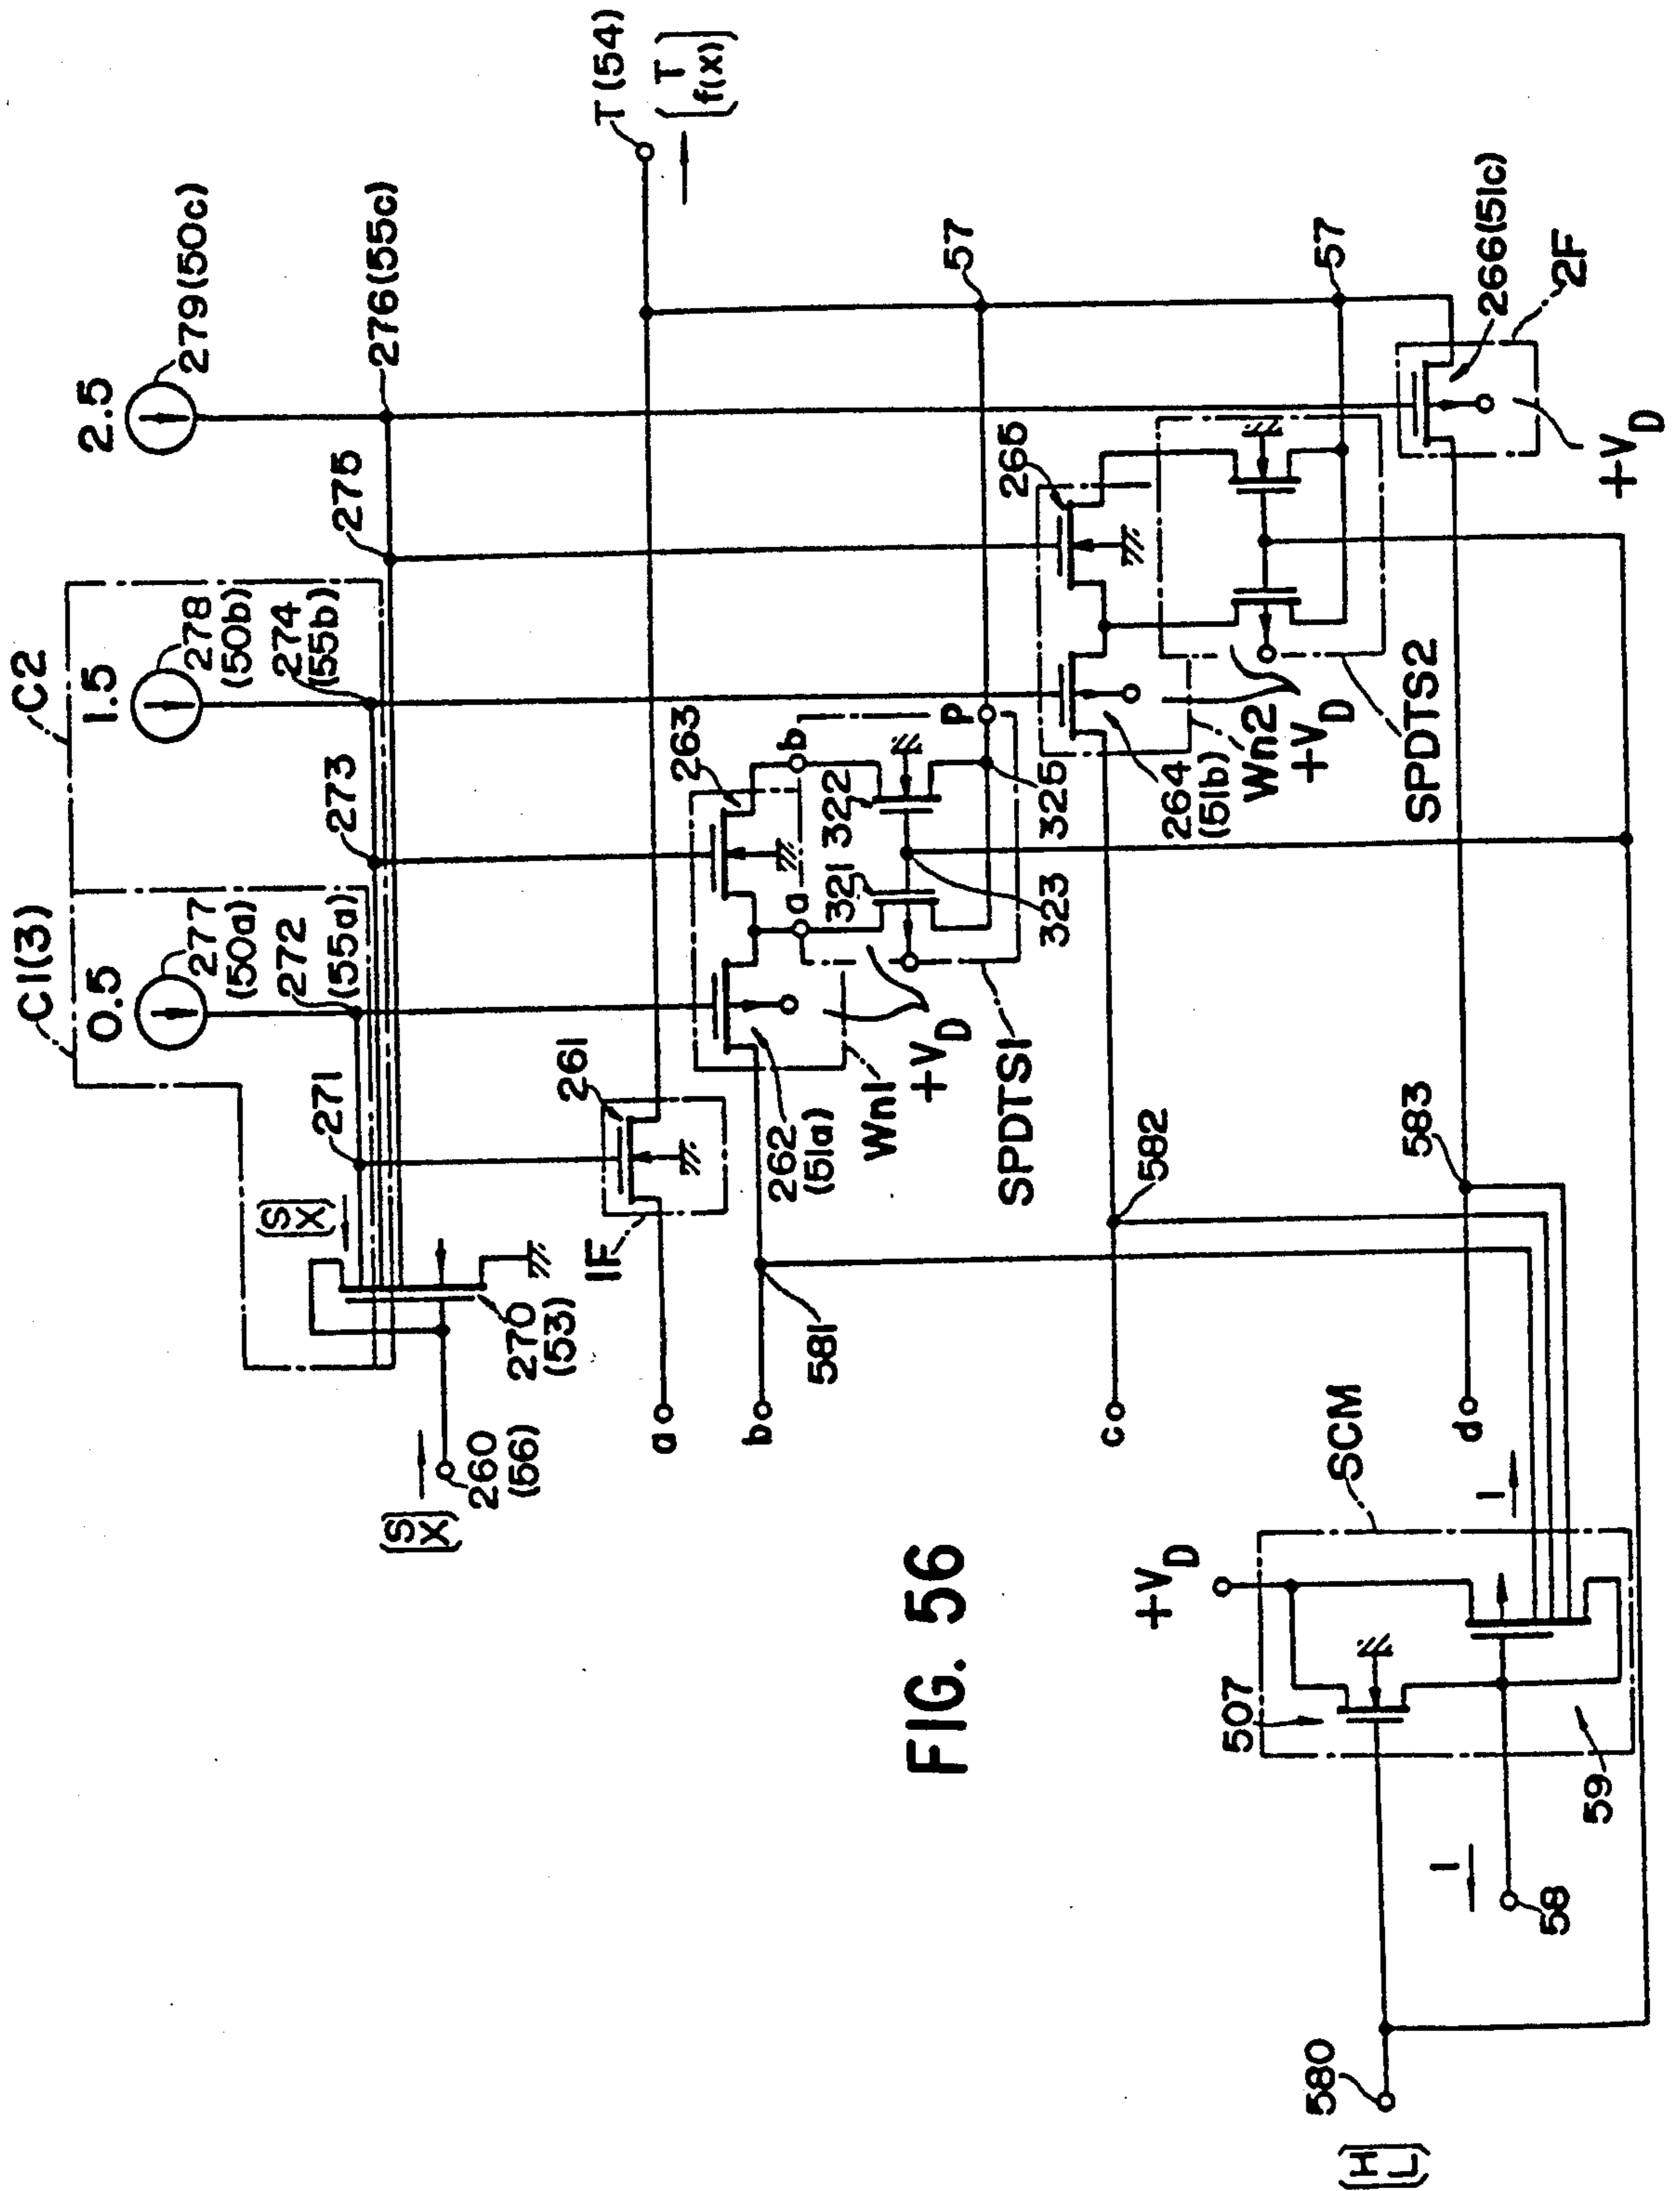 FIG. 56
C1(3)
C2
0.5
277
(50a)
272
(55a)
271
1.5
278
(50b)
274
(55b)
273
275
2.5
279(50c)
276(55c)
T(54)
T
f(x)
S
X
S
X
260
(56)
270
(53)
1F
261
262
(51a)
263
Wn1
+VD
SPDTS1
a
b
P
321
322
323
325
57
57
264
(51b)
265
Wn2
+VD
SPDTS2
266(51c)
2F
+VD
a
b
c
d
581
582
583
SCM
+VD
507
59
58
I
I
580
H
L